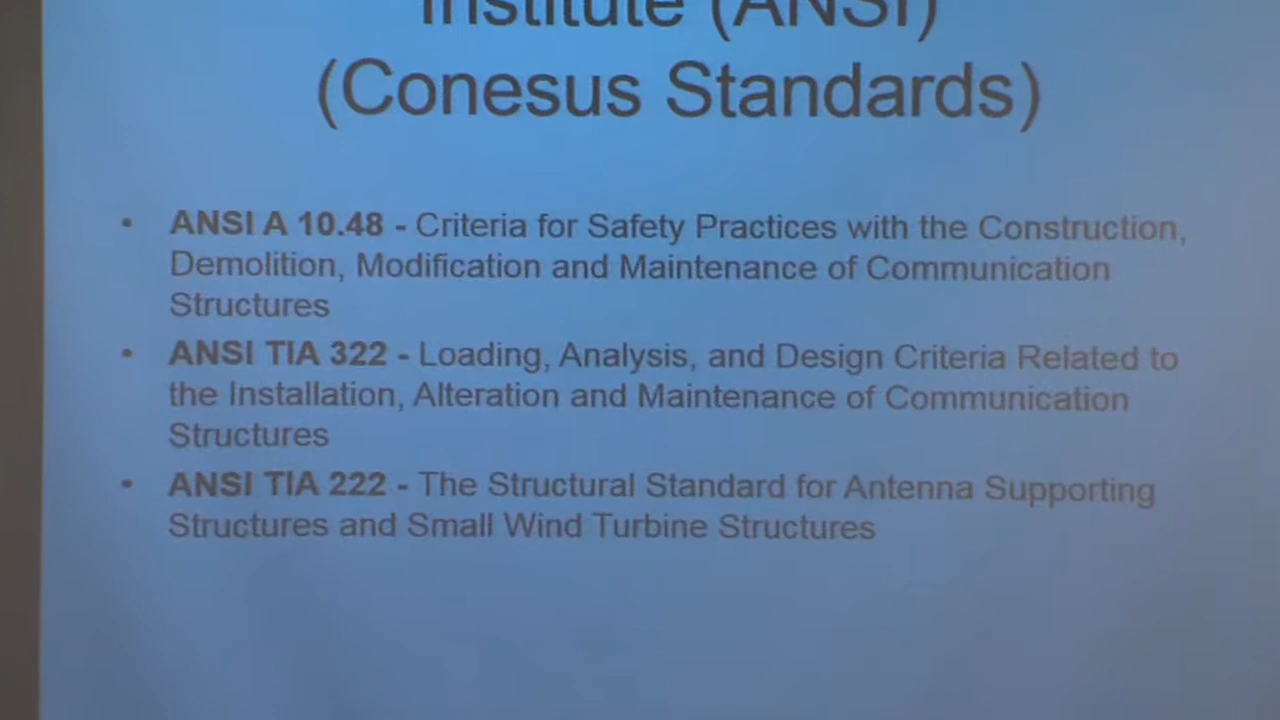 Institute (ANSI)
(Conesus Standards)
• ANSI A 10.48 - Criteria for Safety Practices with the Construction,
Demolition, Modification and Maintenance of Communication
Structures
• ANSI TIA 322 - Loading, Analysis, and Design Criteria Related to
the Installation, Alteration and Maintenance of Communication
Structures
• ANSI TIA 222 - The Structural Standard for Antenna Supporting
Structures and Small Wind Turbine Structures